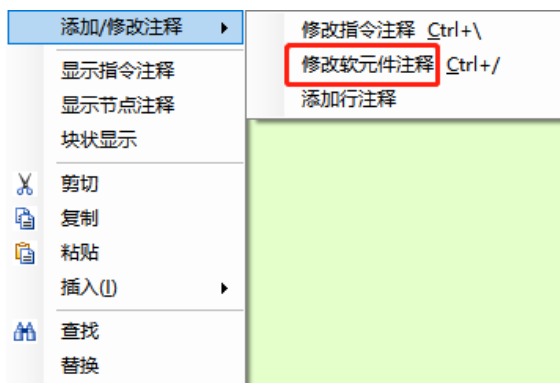 添加/修改注释
修改指令注释 Ctrl+\
修改软元件注释 Ctrl+/
添加行注释
显示指令注释
显示节点注释
块状显示
剪切
复制
粘贴
插入(I)
查找
替换